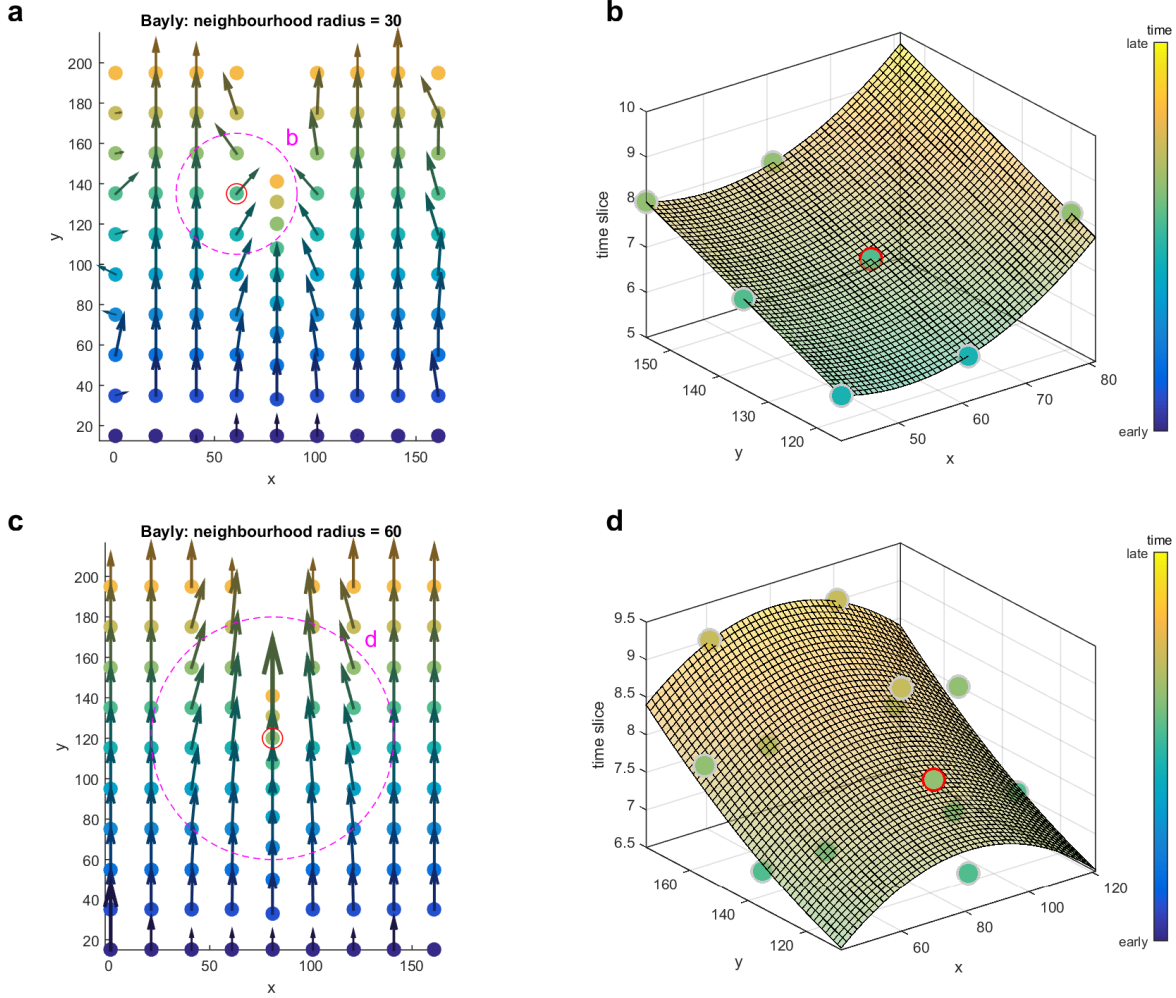 a
Bayly: neighbourhood radius = 30
200
180
160
140
120
100
80
60
40
20
y
0
50
100
150
x
b
b
10
9
8
7
6
5
time slice
150
140
130
120
y
50
60
70
80
x
time
late
early
c
Bayly: neighbourhood radius = 60
200
180
160
140
120
100
80
60
40
20
y
0
50
100
150
x
d
d
9.5
9
8.5
8
7.5
7
6.5
time slice
160
140
120
y
60
80
100
120
x
time
late
early